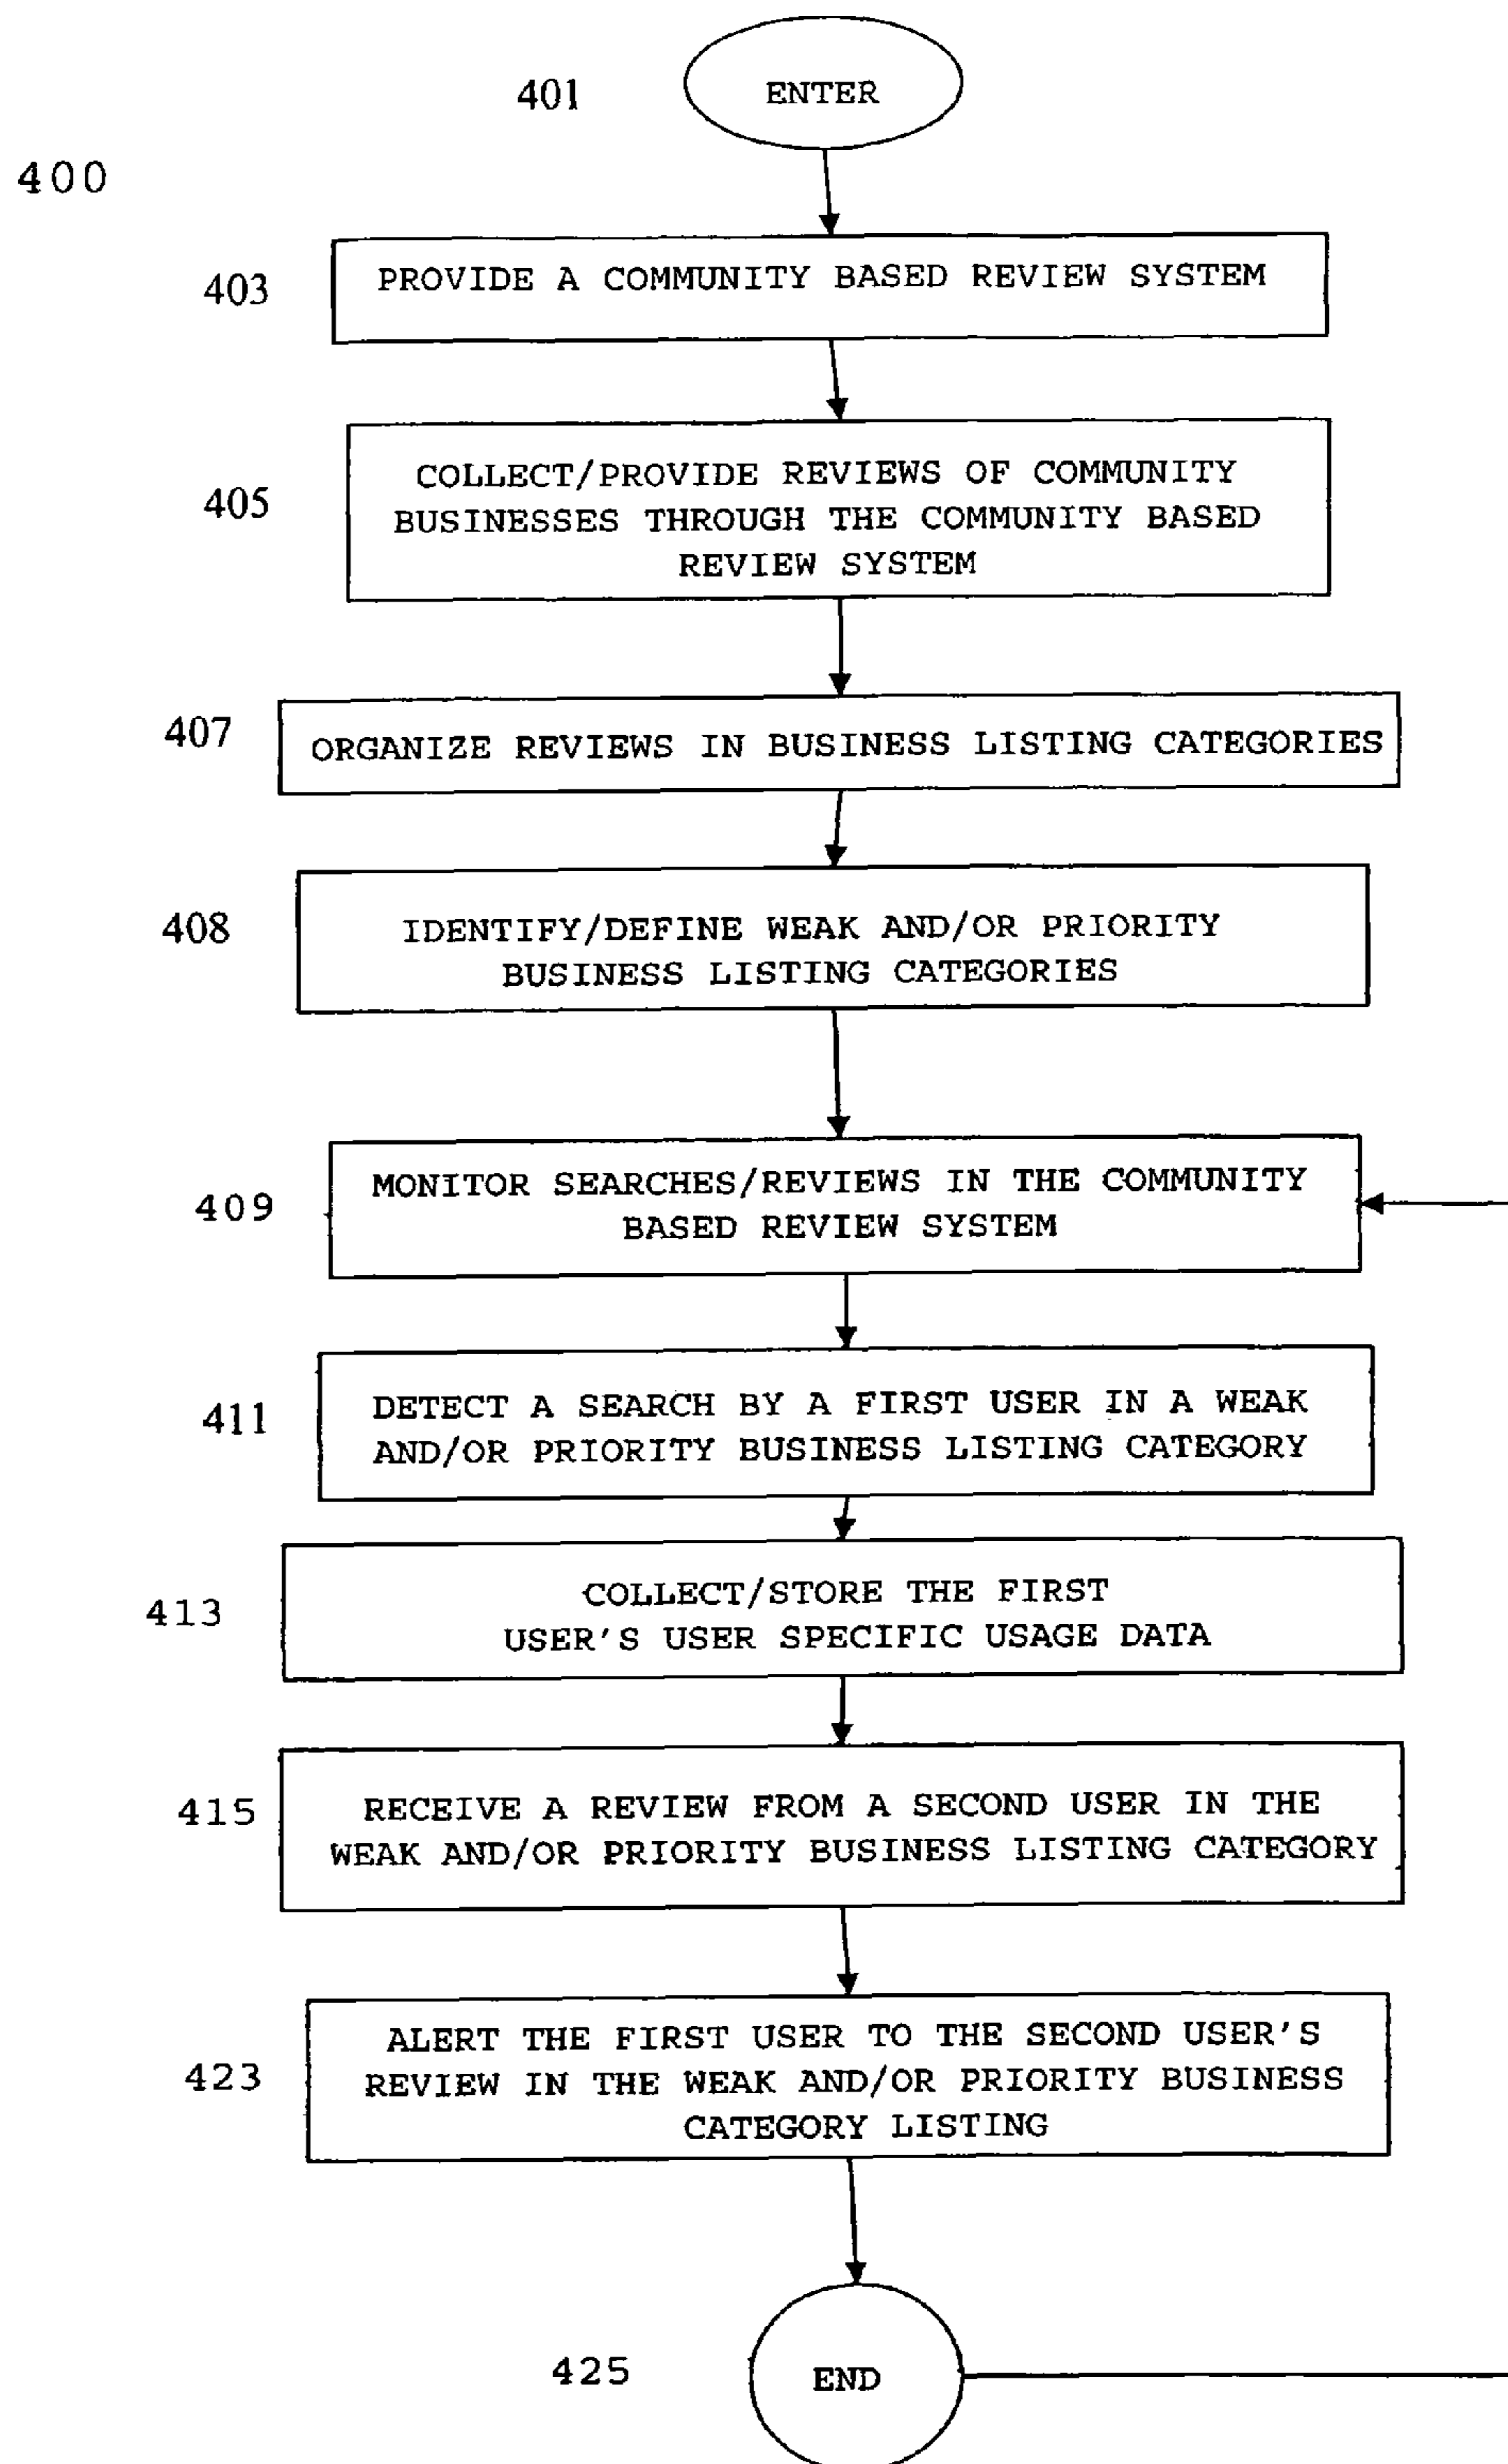 401
ENTER
400
403
PROVIDE A COMMUNITY BASED REVIEW SYSTEM
405
COLLECT/PROVIDE REVIEWS OF COMMUNITY
BUSINESSES THROUGH THE COMMUNITY BASED
REVIEW SYSTEM
407
ORGANIZE REVIEWS IN BUSINESS LISTING CATEGORIES
408
IDENTIFY/DEFINE WEAK AND/OR PRIORITY
BUSINESS LISTING CATEGORIES
409
MONITOR SEARCHES/REVIEWS IN THE COMMUNITY
BASED REVIEW SYSTEM
411
DETECT A SEARCH BY A FIRST USER IN A WEAK
AND/OR PRIORITY BUSINESS LISTING CATEGORY
413
COLLECT/STORE THE FIRST
USER'S USER SPECIFIC USAGE DATA
415
RECEIVE A REVIEW FROM A SECOND USER IN THE
WEAK AND/OR PRIORITY BUSINESS LISTING CATEGORY
423
ALERT THE FIRST USER TO THE SECOND USER'S
REVIEW IN THE WEAK AND/OR PRIORITY BUSINESS
CATEGORY LISTING
425
END